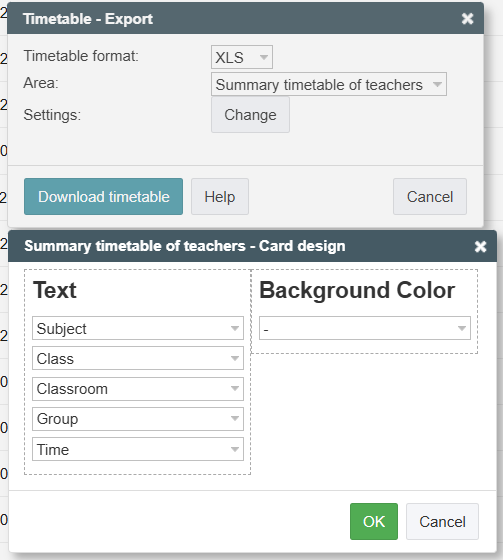 Timetable - Export
Timetable format: XLS
Area: Summary timetable of teachers
Settings: Change
Download timetable Help Cancel
Summary timetable of teachers - Card design
Text Background Color
Subject -
Class
Classroom
Group
Time
OK Cancel